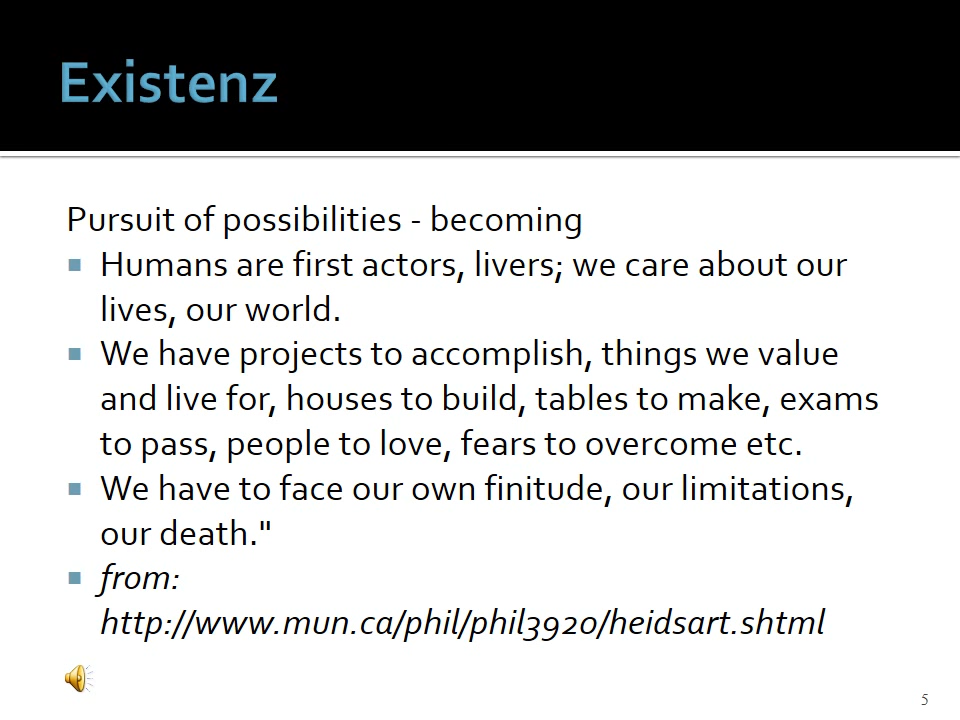 Existenz
Pursuit of possibilities - becoming
Humans are first actors, livers; we care about our
lives, our world.
We have projects to accomplish, things we value
and live for, houses to build, tables to make, exams
to pass, people to love, fears to overcome etc.
We have to face our own finitude, our limitations,
our death."
from:
http://www.mun.ca/phil/phil3920/heidsart.shtml
5